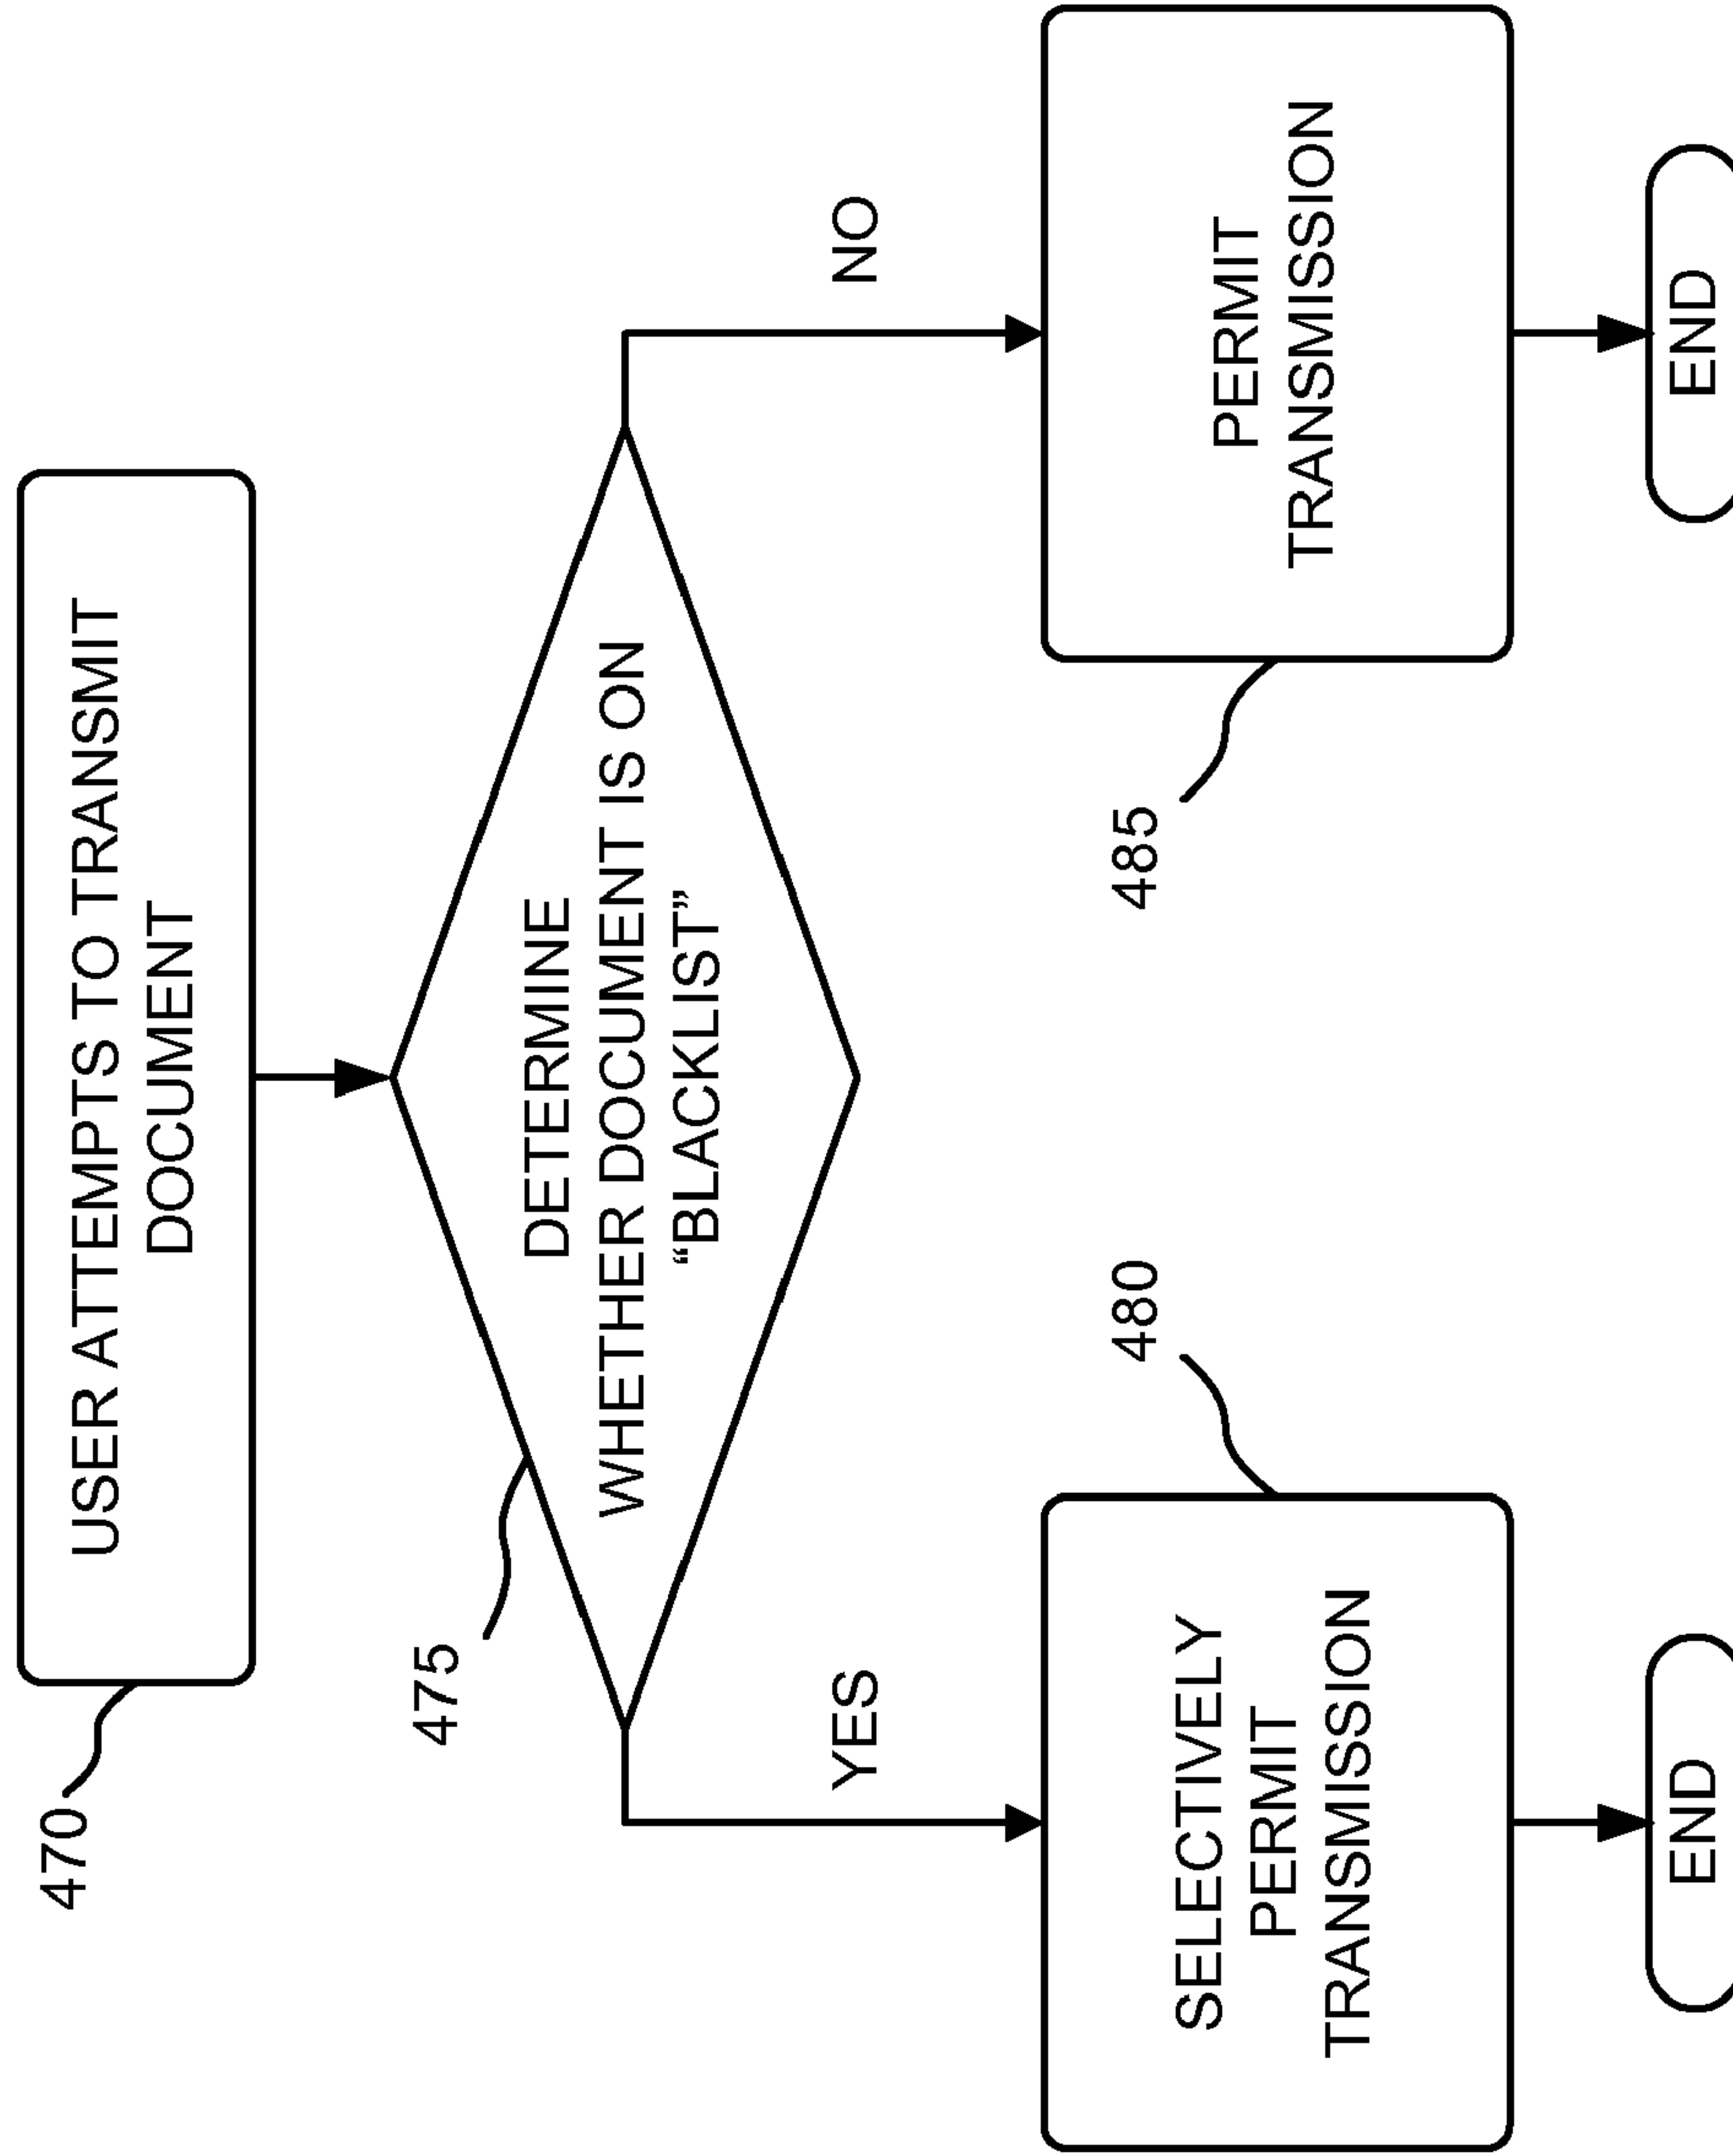 470
USER ATTEMPTS TO TRANSMIT
DOCUMENT
475
DETERMINE
WHETHER DOCUMENT IS ON
“BLACKLIST”
YES
NO
480
SELECTIVELY
PERMIT
TRANSMISSION
485
PERMIT
TRANSMISSION
END
END